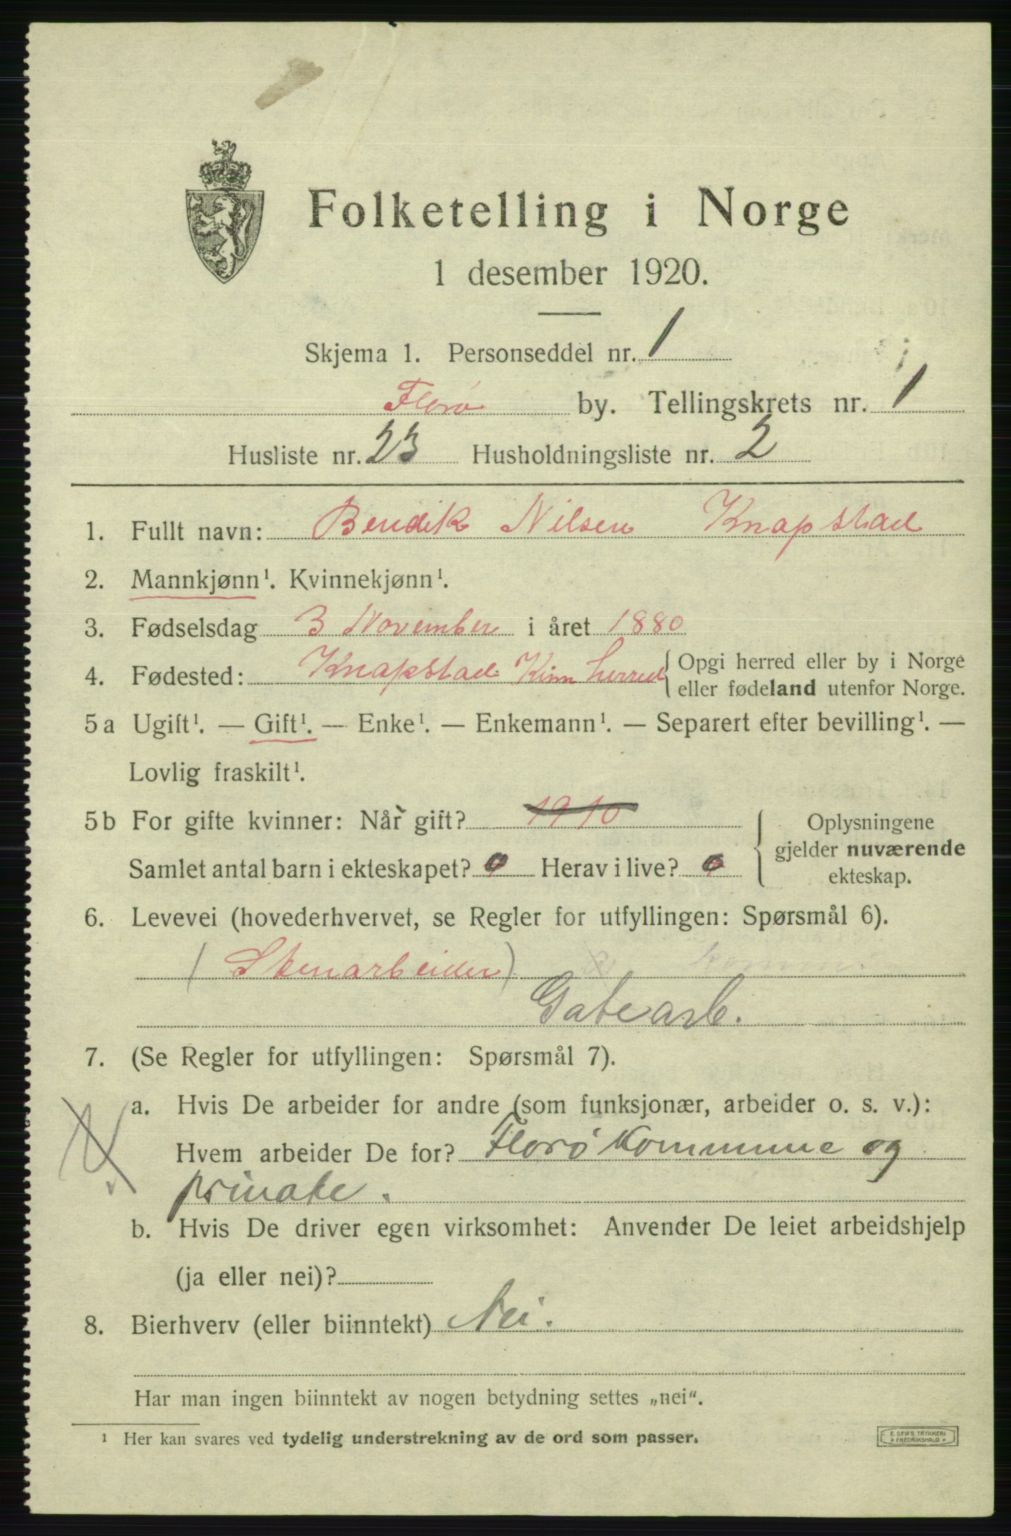 Folketelling i Norge
1 desember 1920.
Skjema 1. Personseddel nr. 1
Florø by. Tellingskrets nr. 1
Husliste nr. 23 Husholdningsliste nr. 2
1. Fullt navn: Bendik Nilsen Knapstad
2. Mannkjønn¹. Kvinnekjønn¹.
3. Fødselsdag 3 November i året 1880
4. Fødested: Knapstad Kinn herred { Opgi herred eller by i Norge
eller fødeland utenfor Norge.
5 a Ugift¹. — Gift¹. — Enke¹. — Enkemann¹. — Separert efter bevilling¹. —
Lovlig fraskilt¹.
5 b For gifte kvinner: Når gift? 1910
Samlet antal barn i ekteskapet? 0 Herav i live? 0
{ Oplysningene
gjelder nuværende
ekteskap.
6. Levevei (hovederhvervet, se Regler for utfyllingen: Spørsmål 6).
(Stenarbeider)
Gatearb.
7. (Se Regler for utfyllingen: Spørsmål 7).
a. Hvis De arbeider for andre (som funksjonær, arbeider o. s. v.):
Hvem arbeider De for? Florø Kommune og
private.
b. Hvis De driver egen virksomhet: Anvender De leiet arbeidshjelp
(ja eller nei)?
8. Bierhverv (eller biinntekt) Nei.
Har man ingen biinntekt av nogen betydning settes „nei“.
¹ Her kan svares ved tydelig understrekning av de ord som passer.